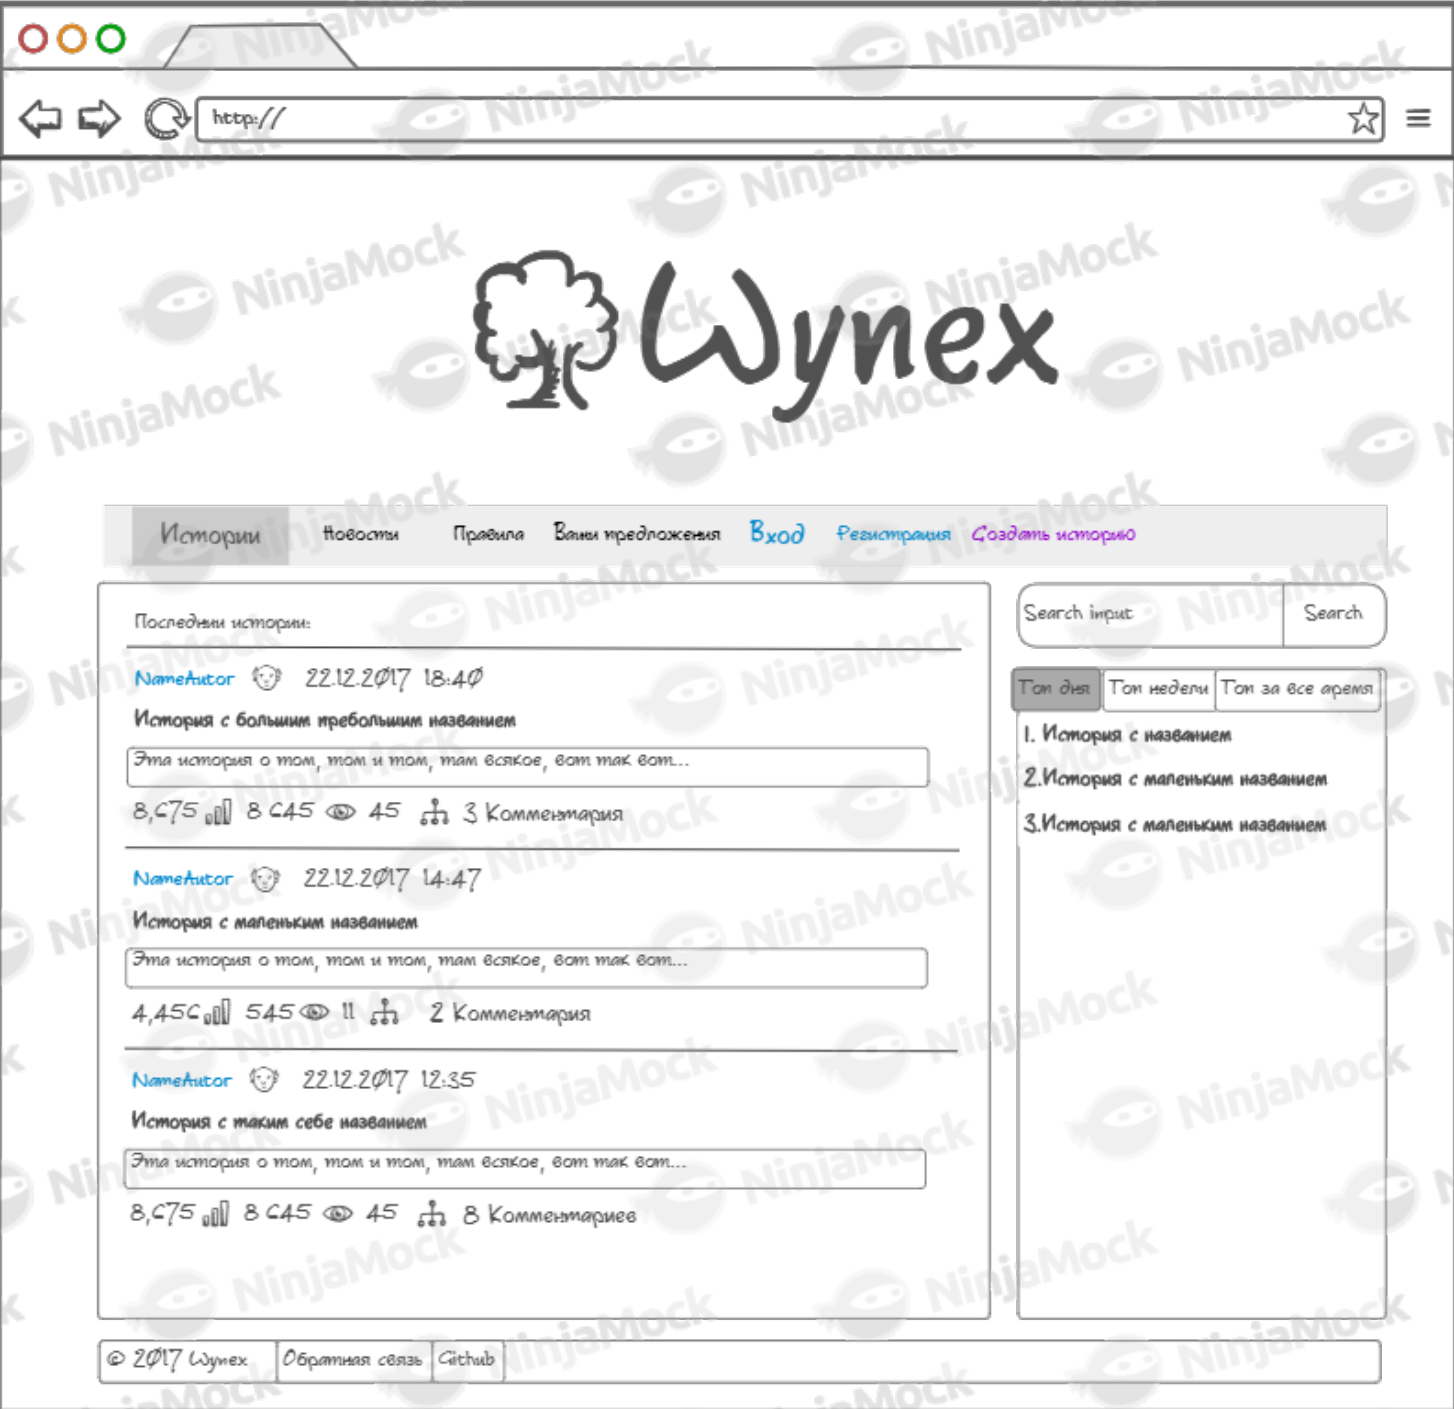 http://
Wynex
Истории Новости Правила Ваши предложения Вход Регистрация Создать историю
Последнии истории:
NameAutor 22.12.2017 18:40
История с большим пребольшим названием
Эта история о том, том и том, там всякое, вот так вот...
8,675 8 645 45 3 Комментария
NameAutor 22.12.2017 14:47
История с маленьким названием
Эта история о том, том и том, там всякое, вот так вот...
4,456 545 11 2 Комментария
NameAutor 22.12.2017 12:35
История с таким себе названием
Эта история о том, том и том, там всякое, вот так вот...
8,675 8 645 45 8 Комментариев
Search input Search
Топ дня Топ недели Топ за все аремя
1. История с названием
2.История с маленьким названием
3.История с маленьким названием
© 2017 Wynex Обратная связь Github
NinjaMock